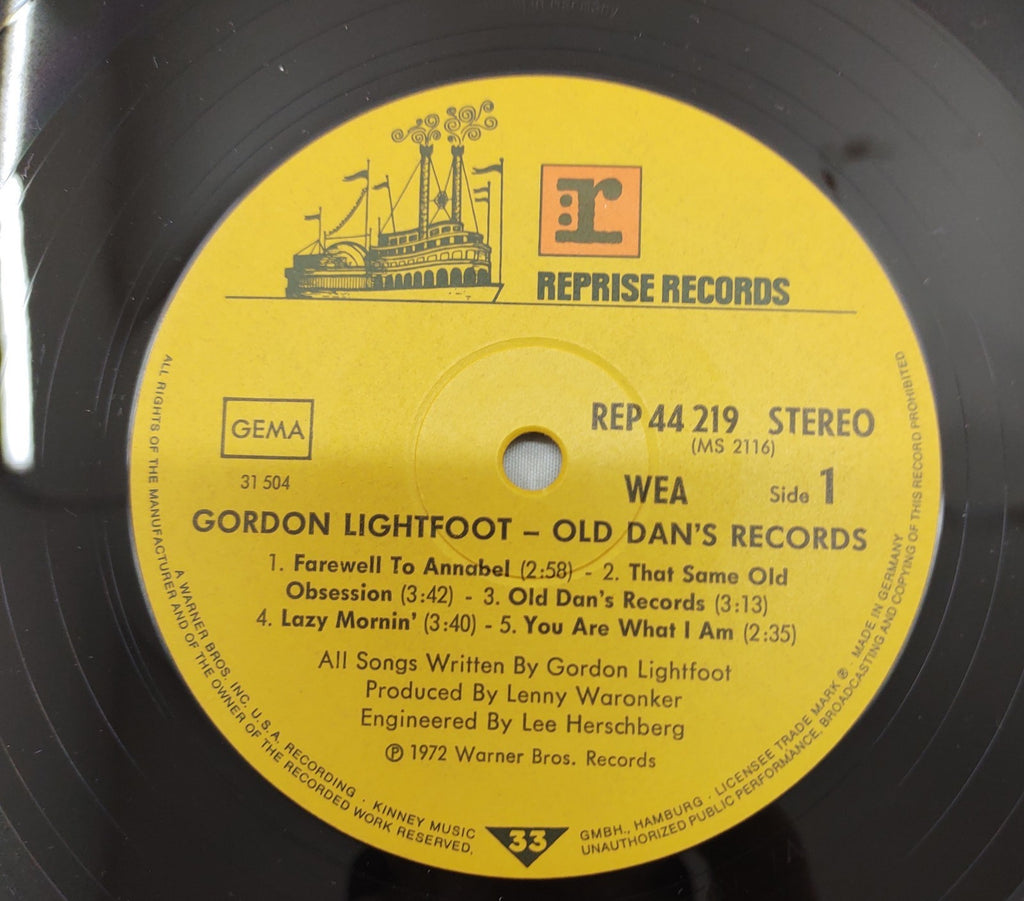 r
REPRISE RECORDS
GEMA
31 504
REP 44 219 STEREO
(MS 2116)
WEA Side 1
GORDON LIGHTFOOT – OLD DAN'S RECORDS
1. Farewell To Annabel (2:58) - 2. That Same Old
Obsession (3:42) - 3. Old Dan's Records (3:13)
4. Lazy Mornin' (3:40) - 5. You Are What I Am (2:35)
All Songs Written By Gordon Lightfoot
Produced By Lenny Waronker
Engineered By Lee Herschberg
℗ 1972 Warner Bros. Records
33
A WARNER BROS. INC. U.S.A. RECORDING · KINNEY MUSIC GMBH., HAMBURG · LICENSEE TRADE MARK ® · MADE IN GERMANY
ALL RIGHTS OF THE MANUFACTURER AND OF THE OWNER OF THE RECORDED WORK RESERVED. UNAUTHORIZED PUBLIC PERFORMANCE, BROADCASTING AND COPYING OF THIS RECORD PROHIBITED